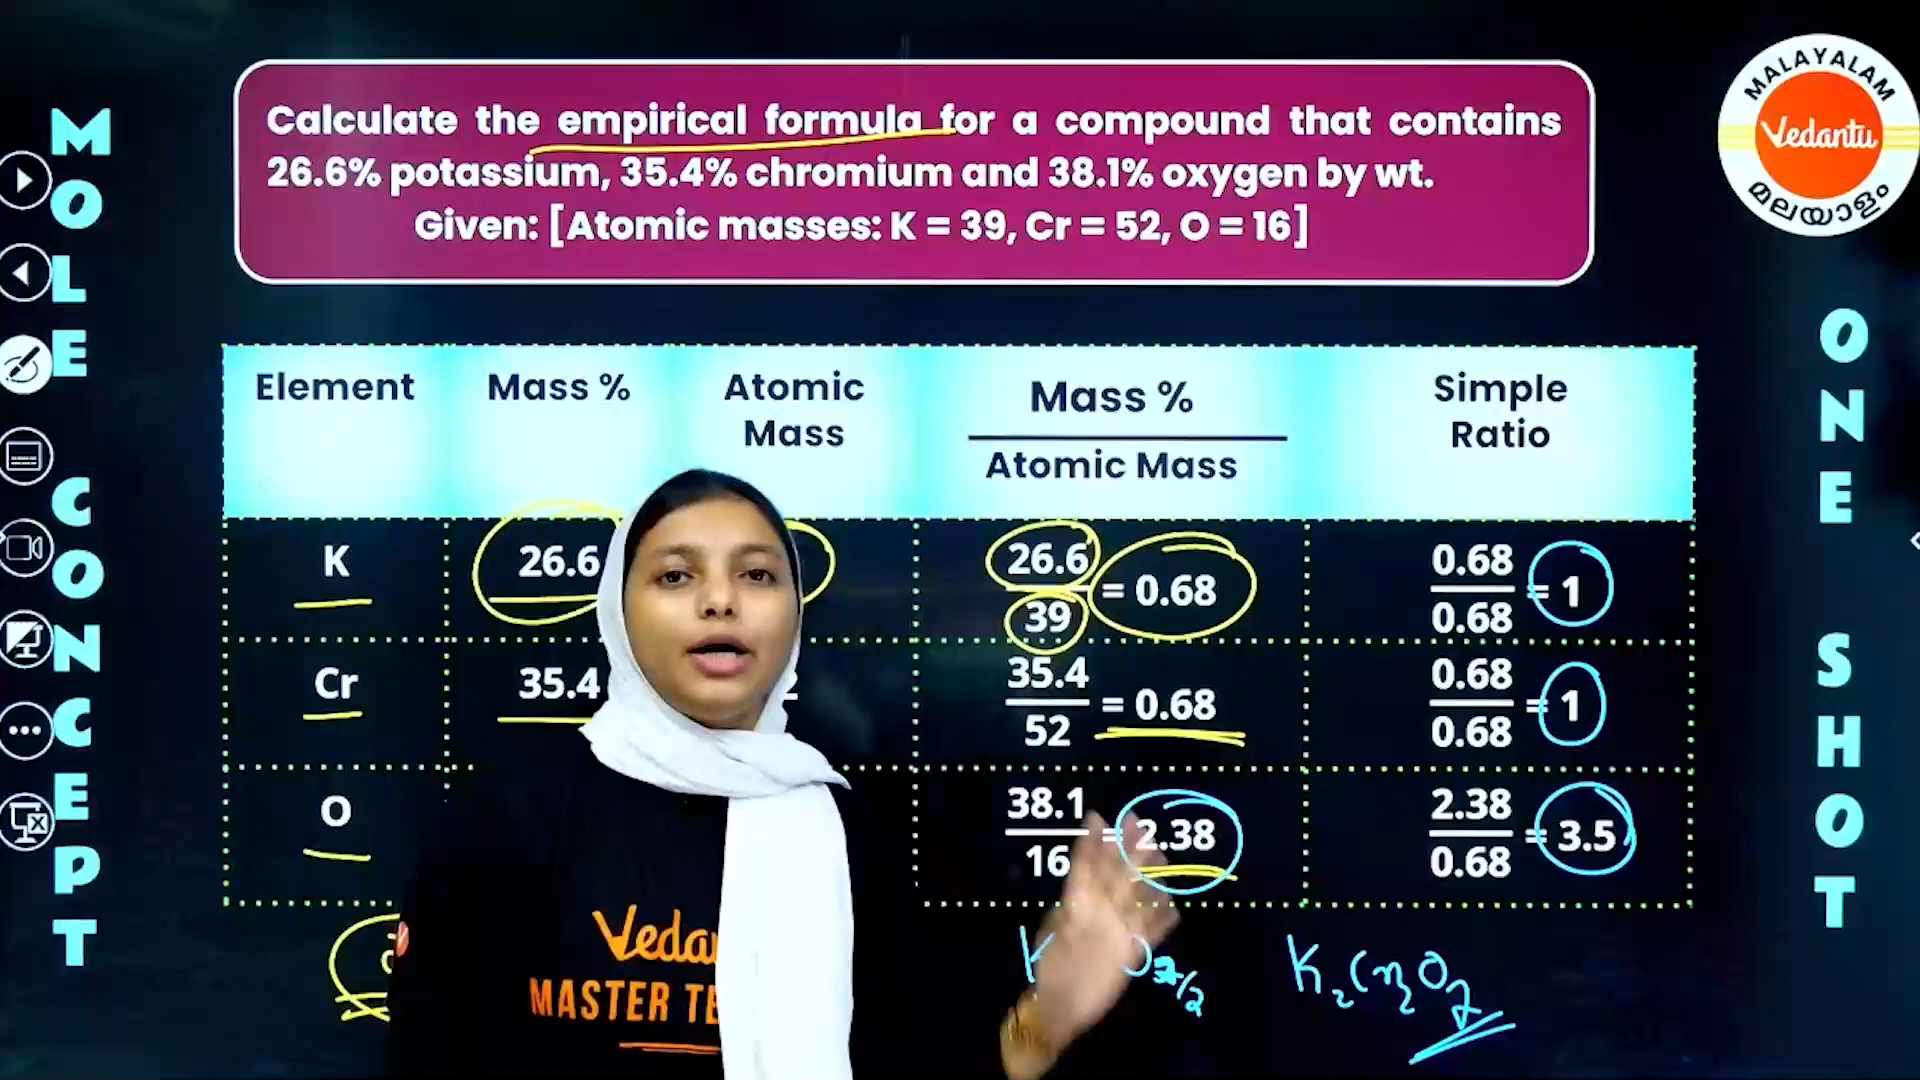 MOLE CONCEPT
Calculate the empirical formula for a compound that contains
26.6% potassium, 35.4% chromium and 38.1% oxygen by wt.
Given: [Atomic masses: K = 39, Cr = 52, O = 16]
MALAYALAM
Vedantu
മലയാളം
ONE SHOT
Element
Mass %
Atomic
Mass
Mass %
Atomic Mass
Simple
Ratio
K
26.6
26.6
39
= 0.68
0.68
0.68
= 1
Cr
35.4
35.4
52
= 0.68
0.68
0.68
= 1
O
38.1
16
= 2.38
2.38
0.68
= 3.5
K
7/2
K2Cr2O7
MASTER